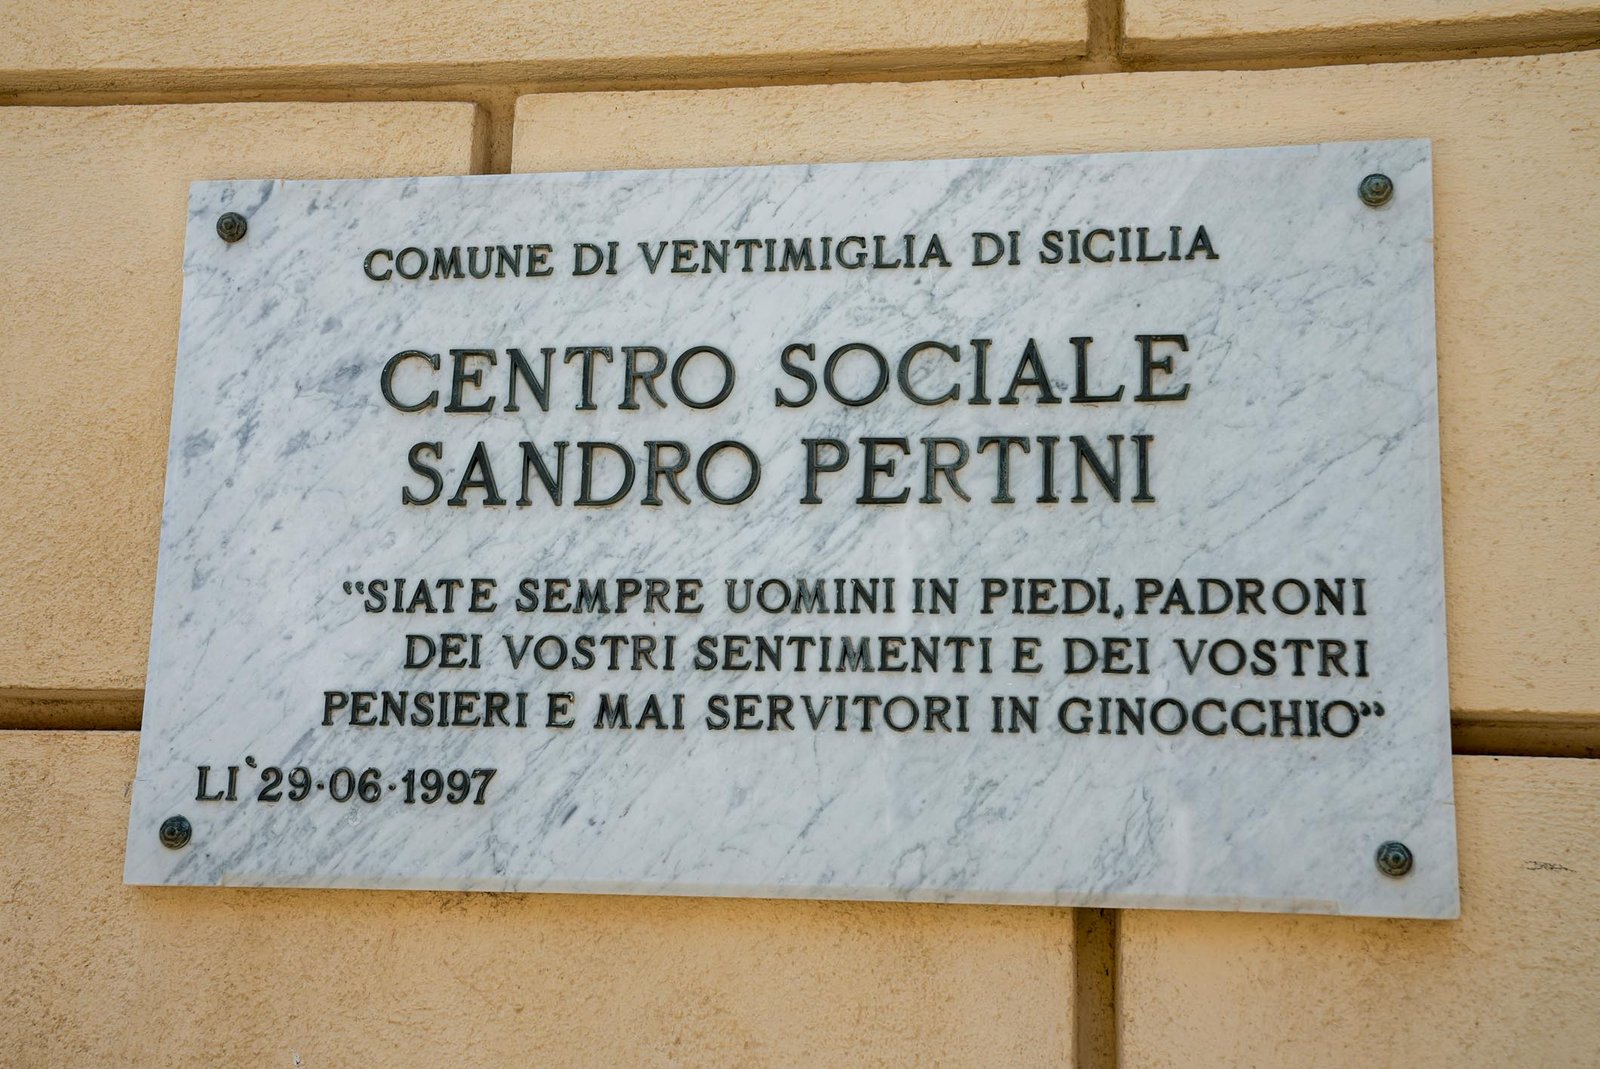 COMUNE DI VENTIMIGLIA DI SICILIA
CENTRO SOCIALE
SANDRO PERTINI
“SIATE SEMPRE UOMINI IN PIEDI, PADRONI
DEI VOSTRI SENTIMENTI E DEI VOSTRI
PENSIERI E MAI SERVITORI IN GINOCCHIO”
LI' 29·06·1997